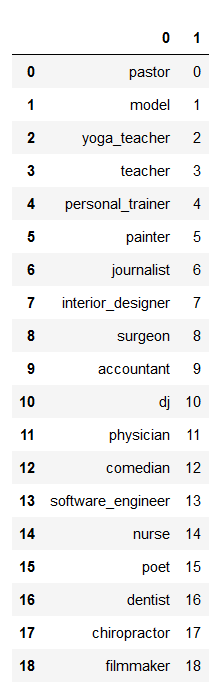 0 1
0 pastor 0
1 model 1
2 yoga_teacher 2
3 teacher 3
4 personal_trainer 4
5 painter 5
6 journalist 6
7 interior_designer 7
8 surgeon 8
9 accountant 9
10 dj 10
11 physician 11
12 comedian 12
13 software_engineer 13
14 nurse 14
15 poet 15
16 dentist 16
17 chiropractor 17
18 filmmaker 18